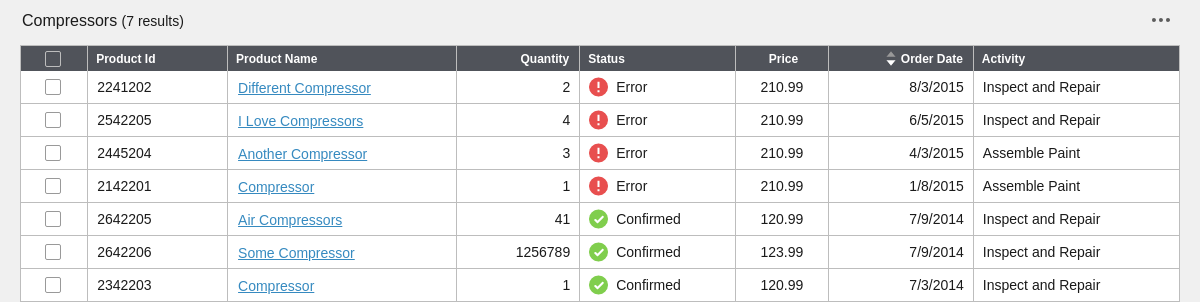 Compressors (7 results)
Product Id Product Name Quantity Status Price Order Date Activity
2241202 Different Compressor 2 Error 210.99 8/3/2015 Inspect and Repair
2542205 I Love Compressors 4 Error 210.99 6/5/2015 Inspect and Repair
2445204 Another Compressor 3 Error 210.99 4/3/2015 Assemble Paint
2142201 Compressor 1 Error 210.99 1/8/2015 Assemble Paint
2642205 Air Compressors 41 Confirmed 120.99 7/9/2014 Inspect and Repair
2642206 Some Compressor 1256789 Confirmed 123.99 7/9/2014 Inspect and Repair
2342203 Compressor 1 Confirmed 120.99 7/3/2014 Inspect and Repair